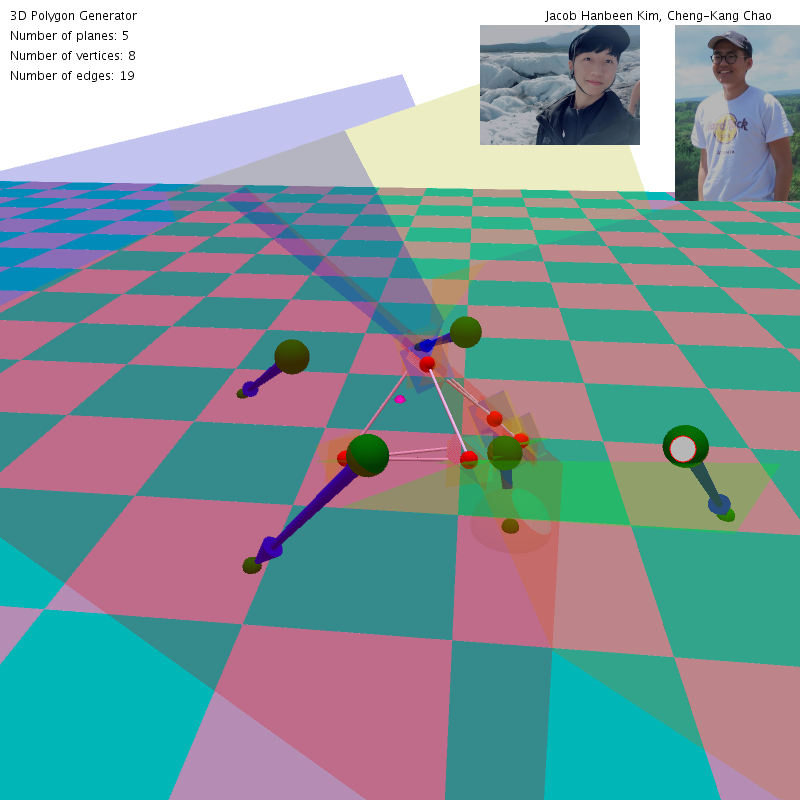 3D Polygon Generator
Jacob Hanbeen Kim, Cheng-Kang Chao
Number of planes: 5
Number of vertices: 8
Number of edges: 19